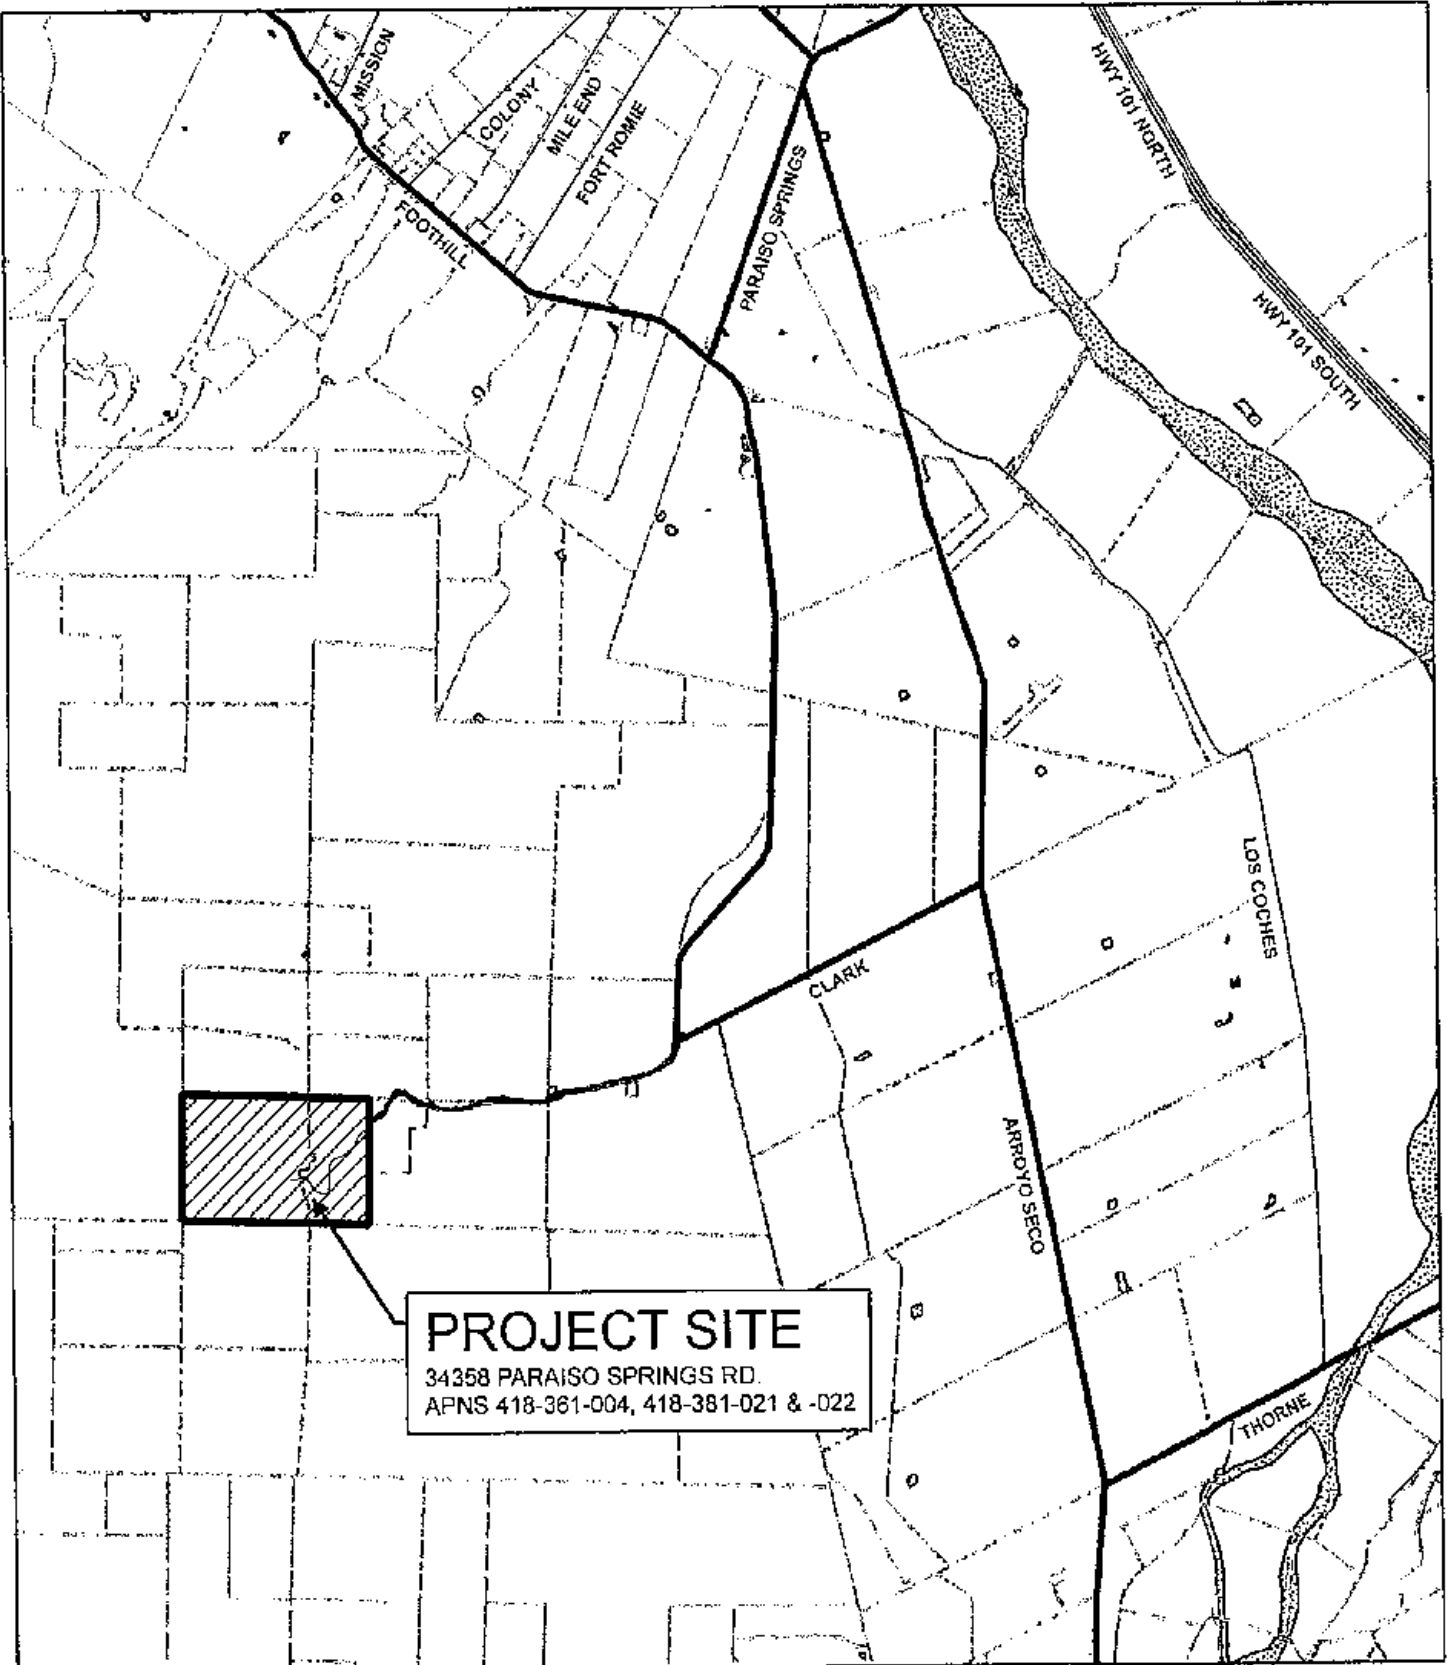 MISSION
COLONY
MILE END
FORT ROMIE
FOOTHILL
PARAISO SPRINGS
HWY 101 NORTH
HWY 101 SOUTH
LOS COCHES
CLARK
ARROYO SECO
PROJECT SITE
34358 PARAISO SPRINGS RD.
APNS 418-361-004, 418-381-021 & -022
THORNE